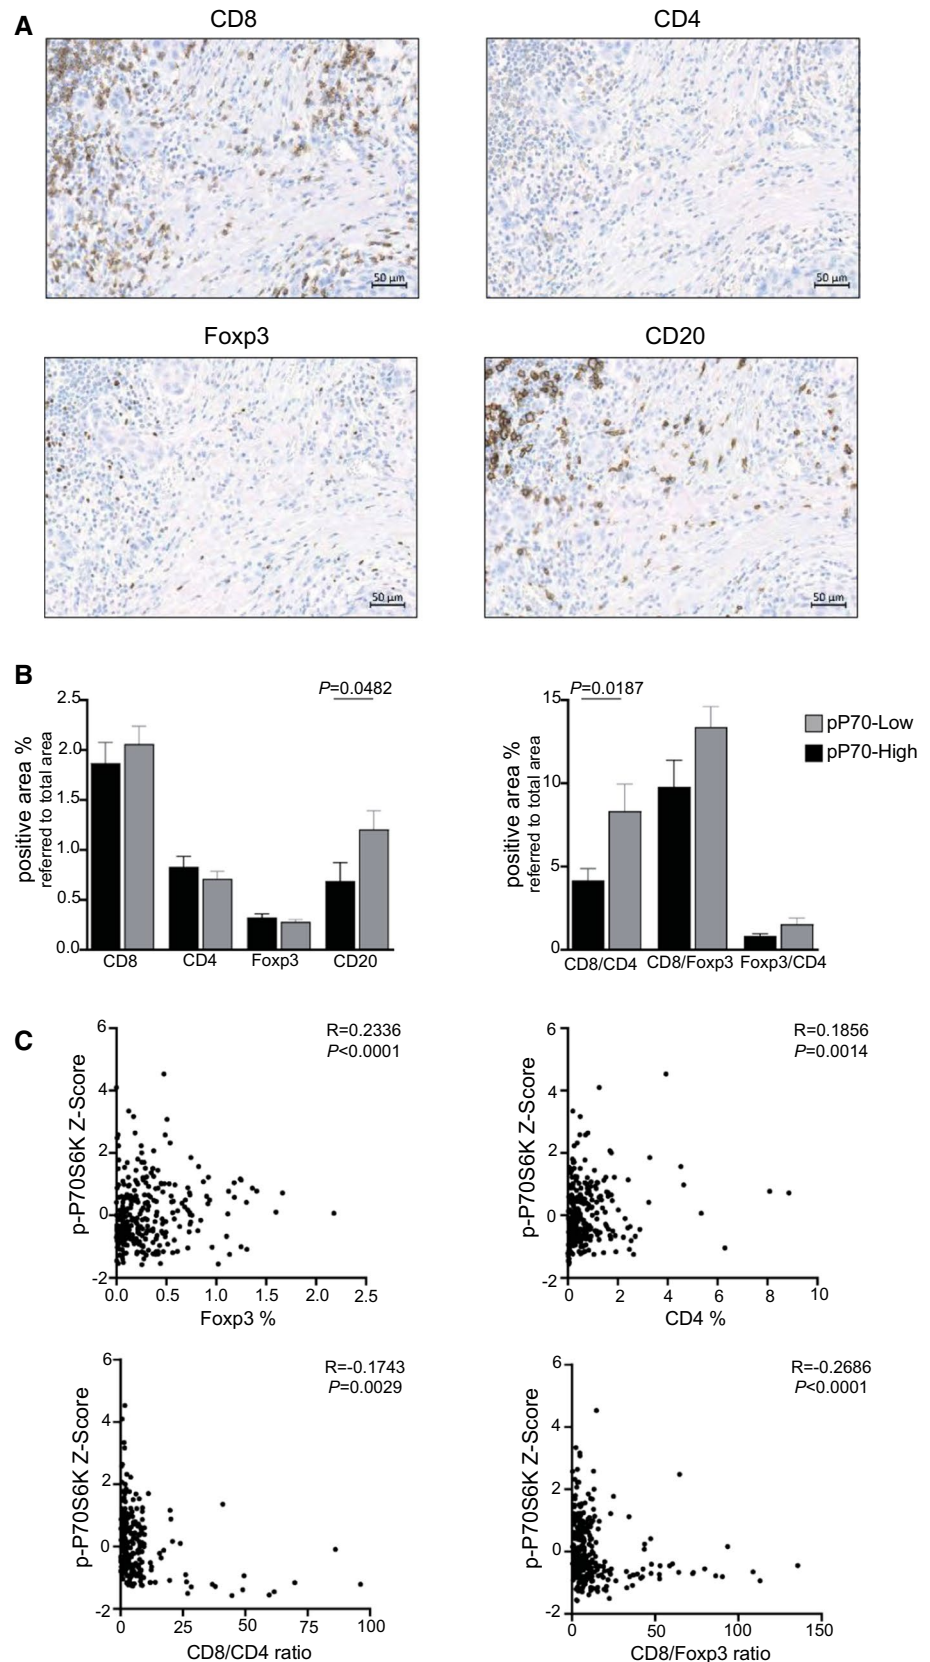 A
CD8
CD4
50 µm
50 µm
Foxp3
CD20
50 µm
50 µm
B
P=0.0482
2.5
2.0
1.5
1.0
0.5
0.0
positive area %
referred to total area
CD8
CD4
Foxp3
CD20
P=0.0187
15
10
5
0
positive area %
referred to total area
CD8/CD4
CD8/Foxp3
Foxp3/CD4
pP70-Low
pP70-High
C
R=0.2336
P<0.0001
6
4
2
0
-2
p-P70S6K Z-Score
0.0
0.5
1.0
1.5
2.0
2.5
Foxp3 %
R=0.1856
P=0.0014
6
4
2
0
-2
p-P70S6K Z-Score
0
2
4
6
8
10
CD4 %
R=-0.1743
P=0.0029
6
4
2
0
-2
p-P70S6K Z-Score
0
25
50
75
100
CD8/CD4 ratio
R=-0.2686
P<0.0001
6
4
2
0
-2
p-P70S6K Z-Score
0
50
100
150
CD8/Foxp3 ratio